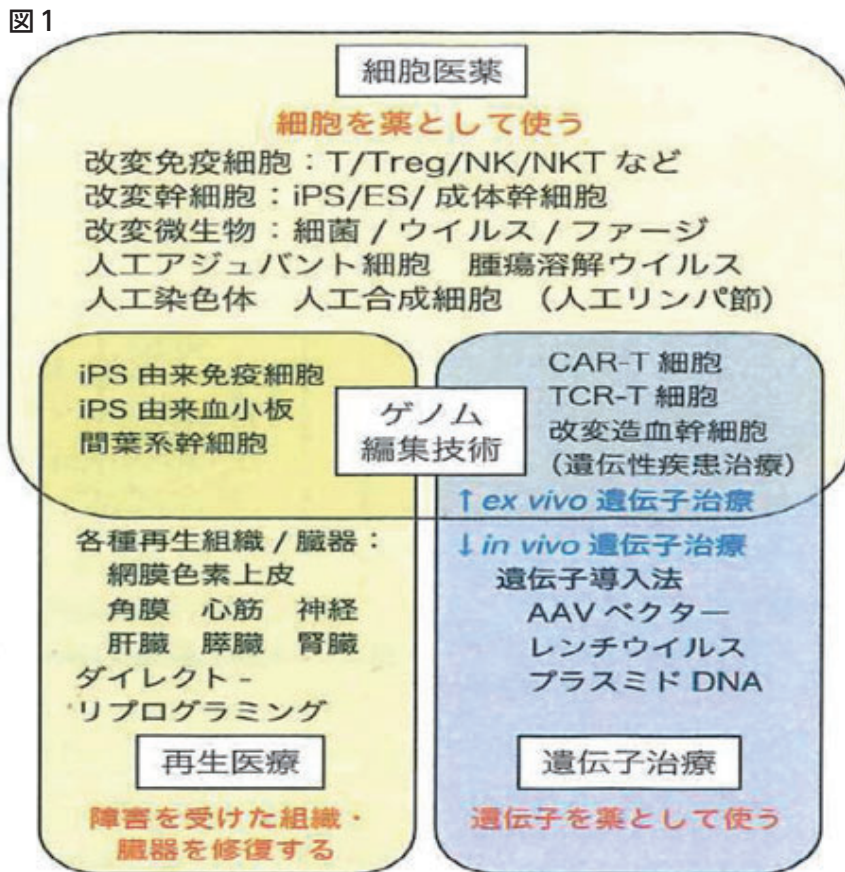 図1
細胞医薬
細胞を薬として使う
改変免疫細胞：T/Treg/NK/NKT など
改変幹細胞：iPS/ES/ 成体幹細胞
改変微生物：細菌 / ウイルス / ファージ
人工アジュバント細胞　腫瘍溶解ウイルス
人工染色体　人工合成細胞　（人工リンパ節）
iPS 由来免疫細胞
iPS 由来血小板
間葉系幹細胞
ゲノム
編集技術
CAR-T 細胞
TCR-T 細胞
改変造血幹細胞
（遺伝性疾患治療）
↑ex vivo 遺伝子治療
各種再生組織 / 臓器：
網膜色素上皮
角膜　心筋　神経
肝臓　膵臓　腎臓
ダイレクト -
リプログラミング
再生医療
障害を受けた組織・
臓器を修復する
↓in vivo 遺伝子治療
遺伝子導入法
AAV ベクター
レンチウイルス
プラスミド DNA
遺伝子治療
遺伝子を薬として使う